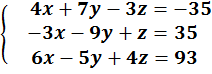 4x + 7y − 3z = −35
−3x − 9y + z = 35
6x − 5y + 4z = 93